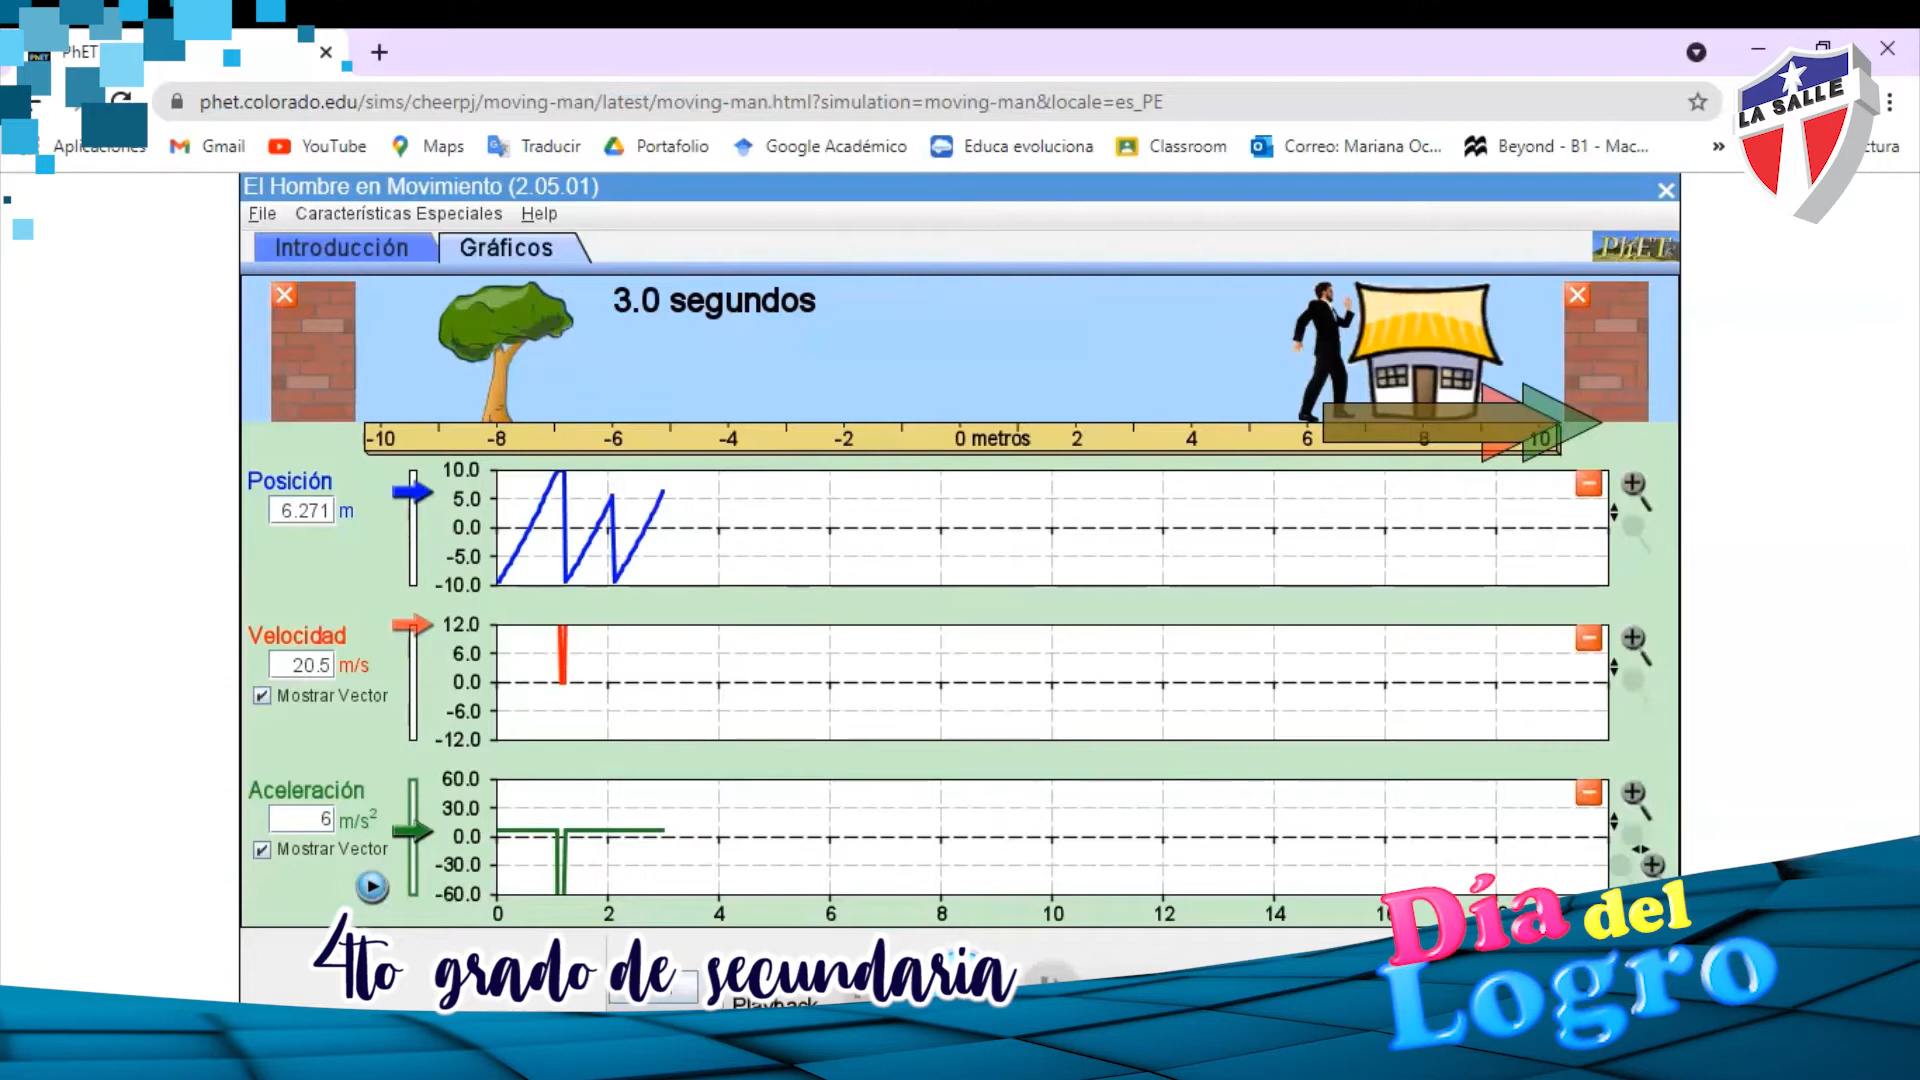 PhET
phet.colorado.edu/sims/cheerpj/moving-man/latest/moving-man.html?simulation=moving-man&locale=es_PE
LA SALLE
Aplicaciones Gmail YouTube Maps Traducir Portafolio Google Académico Educa evoluciona Classroom Correo: Mariana Oc... Beyond - B1 - Mac... »
El Hombre en Movimiento (2.05.01)
File Características Especiales Help
Introducción Gráficos PhET
3.0 segundos
-10 -8 -6 -4 -2 0 metros 2 4 6 8 10
Posición
6.271 m
10.0
5.0
0.0
-5.0
-10.0
Velocidad
20.5 m/s
Mostrar Vector
12.0
6.0
0.0
-6.0
-12.0
Aceleración
6 m/s²
Mostrar Vector
60.0
30.0
0.0
-30.0
-60.0
0 2 4 6 8 10 12 14
4to grado de secundaria
Playback
Día del
Logro